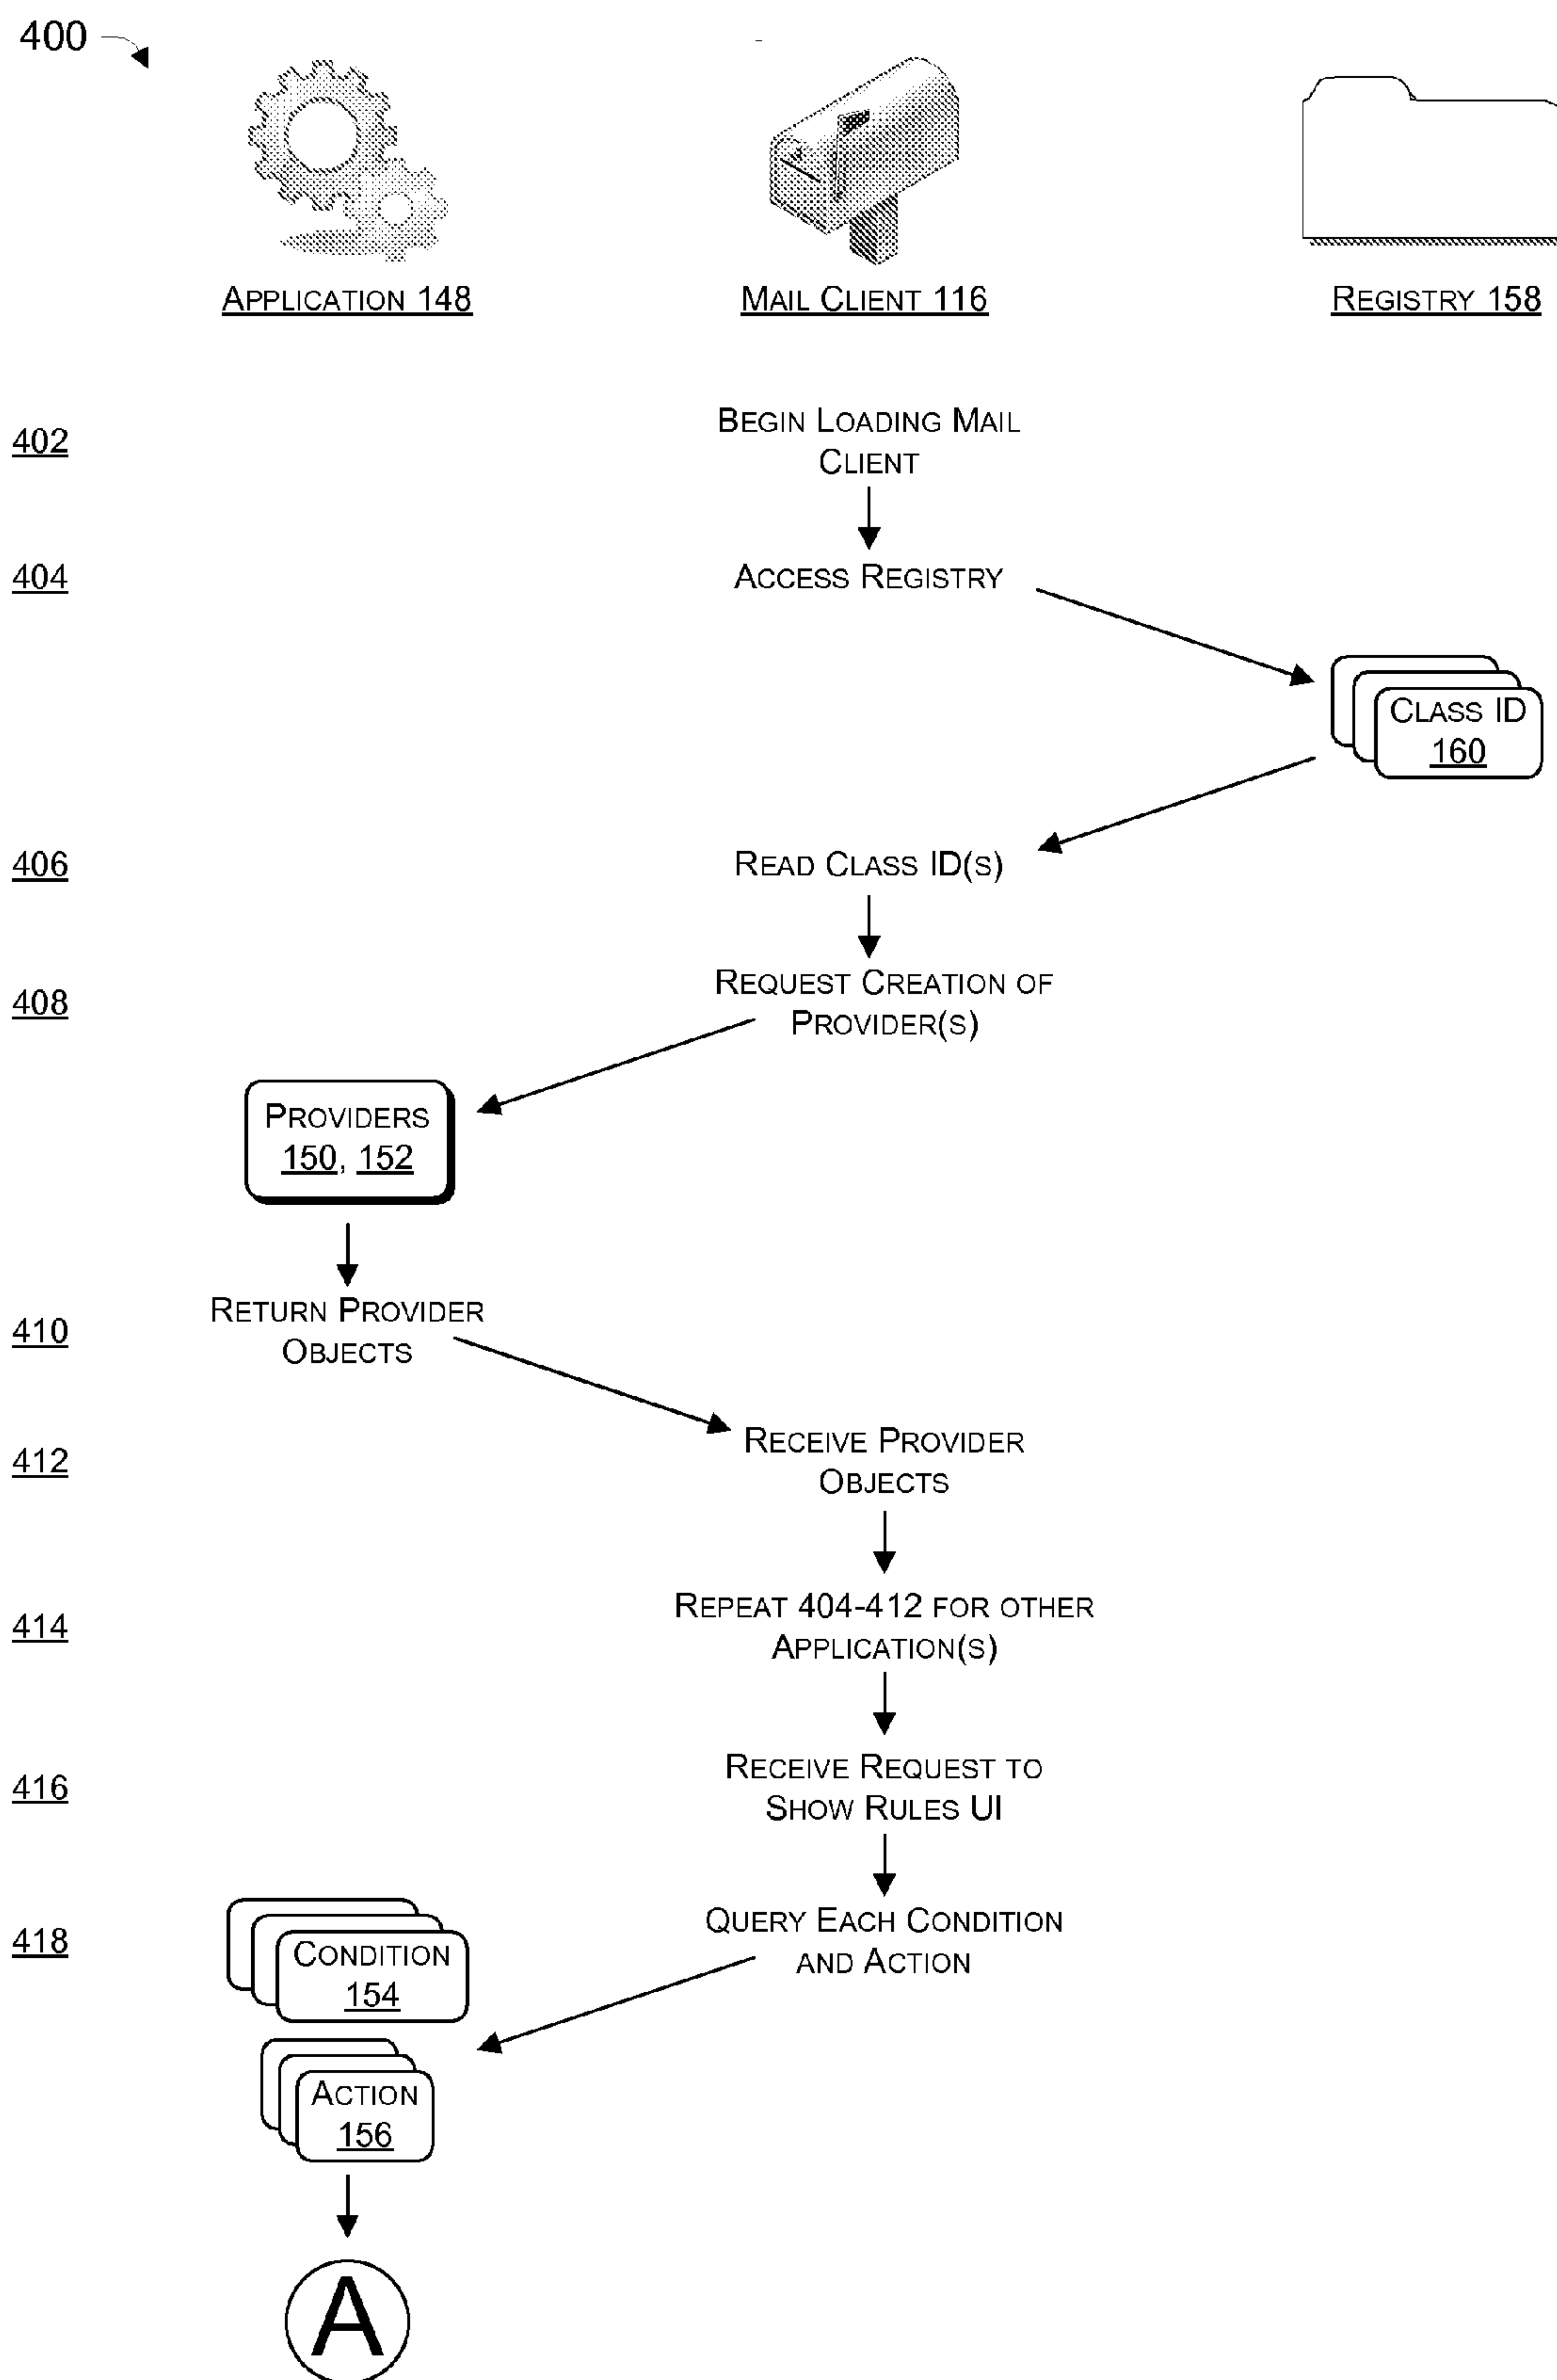 400
APPLICATION 148
MAIL CLIENT 116
REGISTRY 158
402
BEGIN LOADING MAIL
CLIENT
404
ACCESS REGISTRY
CLASS ID
160
406
READ CLASS ID(S)
408
REQUEST CREATION OF
PROVIDER(S)
PROVIDERS
150, 152
410
RETURN PROVIDER
OBJECTS
412
RECEIVE PROVIDER
OBJECTS
414
REPEAT 404-412 FOR OTHER
APPLICATION(S)
416
RECEIVE REQUEST TO
SHOW RULES UI
418
QUERY EACH CONDITION
AND ACTION
CONDITION
154
ACTION
156
A